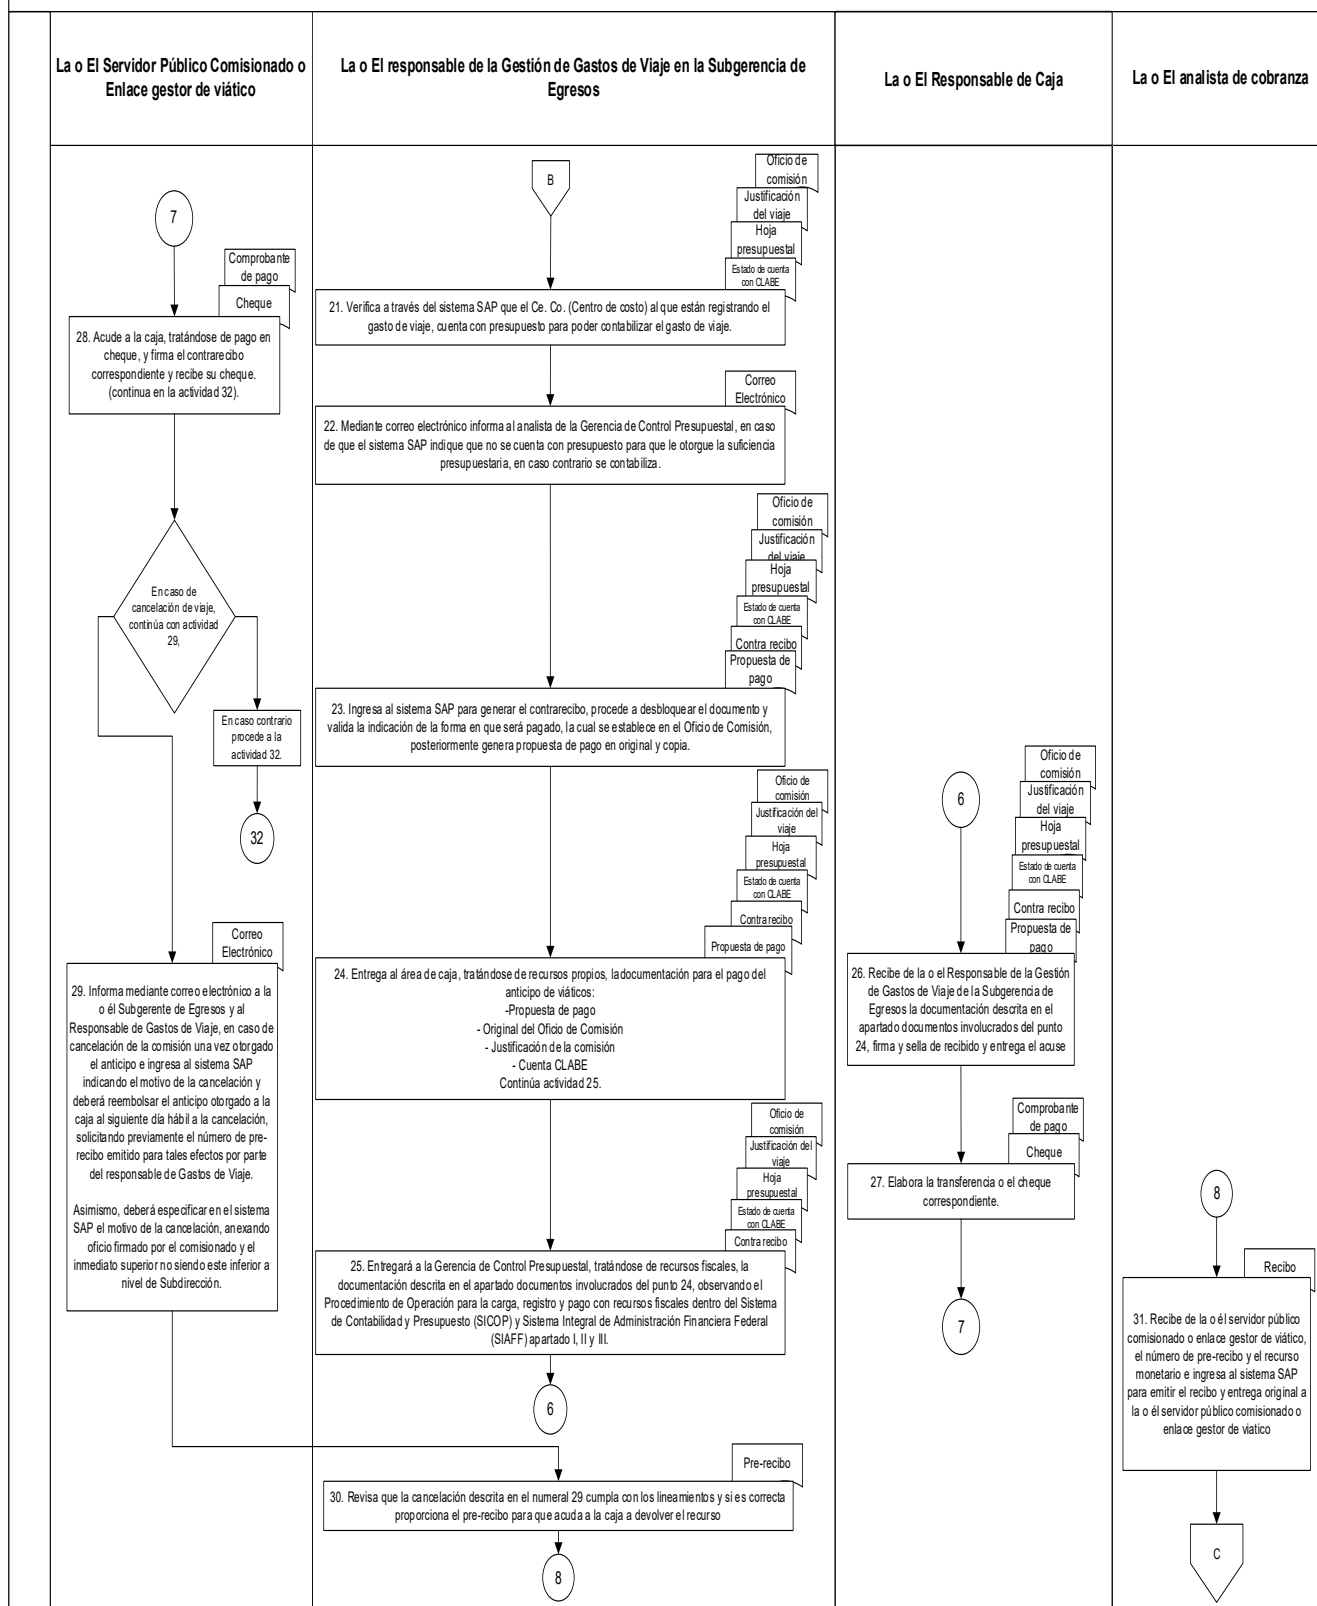 La o El Servidor Público Comisionado o
Enlace gestor de viático
La o El responsable de la Gestión de Gastos de Viaje en la Subgerencia de
Egresos
La o El Responsable de Caja
La o El analista de cobranza
7
Comprobante
de pago
Cheque
28. Acude a la caja, tratándose de pago en
cheque, y firma el contrarecibo
correspondiente y recibe su cheque.
(continua en la actividad 32).
En caso de
cancelación de viaje,
continúa con actividad
29,
En caso contrario
procede a la
actividad 32.
32
Correo
Electrónico
29. Informa mediante correo electrónico a la
o él Subgerente de Egresos y al
Responsable de Gastos de Viaje, en caso de
cancelación de la comisión una vez otorgado
el anticipo e ingresa al sistema SAP
indicando el motivo de la cancelación y
deberá reembolsar el anticipo otorgado a la
caja al siguiente día hábil a la cancelación,
solicitando previamente el número de pre-
recibo emitido para tales efectos por parte
del responsable de Gastos de Viaje.
Asimismo, deberá especificar en el sistema
SAP el motivo de la cancelación, anexando
oficio firmado por el comisionado y el
inmediato superior no siendo este inferior a
nivel de Subdirección.
B
Oficio de
comisión
Justificación
del viaje
Hoja
presupuestal
Estado de cuenta
con CLABE
21. Verifica a través del sistema SAP que el Ce. Co. (Centro de costo) al que están registrando el
gasto de viaje, cuenta con presupuesto para poder contabilizar el gasto de viaje.
Correo
Electrónico
22. Mediante correo electrónico informa al analista de la Gerencia de Control Presupuestal, en caso
de que el sistema SAP indique que no se cuenta con presupuesto para que le otorgue la suficiencia
presupuestaria, en caso contrario se contabiliza.
Oficio de
comisión
Justificación
del viaje
Hoja
presupuestal
Estado de cuenta
con CLABE
Contra recibo
Propuesta de
pago
23. Ingresa al sistema SAP para generar el contrarecibo, procede a desbloquear el documento y
valida la indicación de la forma en que será pagado, la cual se establece en el Oficio de Comisión,
posteriormente genera propuesta de pago en original y copia.
Oficio de
comisión
Justificación del
viaje
Hoja
presupuestal
Estado de cuenta
con CLABE
Contra recibo
Propuesta de pago
24. Entrega al área de caja, tratándose de recursos propios, la documentación para el pago del
anticipo de viáticos:
-Propuesta de pago
- Original del Oficio de Comisión
- Justificación de la comisión
- Cuenta CLABE
Continúa actividad 25.
Oficio de
comisión
Justificación del
viaje
Hoja
presupuestal
Estado de cuenta
con CLABE
Contra recibo
25. Entregará a la Gerencia de Control Presupuestal, tratándose de recursos fiscales, la
documentación descrita en el apartado documentos involucrados del punto 24, observando el
Procedimiento de Operación para la carga, registro y pago con recursos fiscales dentro del Sistema
de Contabilidad y Presupuesto (SICOP) y Sistema Integral de Administración Financiera Federal
(SIAFF) apartado I, II y III.
6
Pre-recibo
30. Revisa que la cancelación descrita en el numeral 29 cumpla con los lineamientos y si es correcta
proporciona el pre-recibo para que acuda a la caja a devolver el recurso
8
6
Oficio de
comisión
Justificación
del viaje
Hoja
presupuestal
Estado de cuenta
con CLABE
Contra recibo
Propuesta de
pago
26. Recibe de la o el Responsable de la Gestión
de Gastos de Viaje de la Subgerencia de
Egresos la documentación descrita en el
apartado documentos involucrados del punto
24, firma y sella de recibido y entrega el acuse
Comprobante
de pago
Cheque
27. Elabora la transferencia o el cheque
correspondiente.
7
8
Recibo
31. Recibe de la o él servidor público
comisionado o enlace gestor de viático,
el número de pre-recibo y el recurso
monetario e ingresa al sistema SAP
para emitir el recibo y entrega original a
la o él servidor público comisionado o
enlace gestor de viatico
C